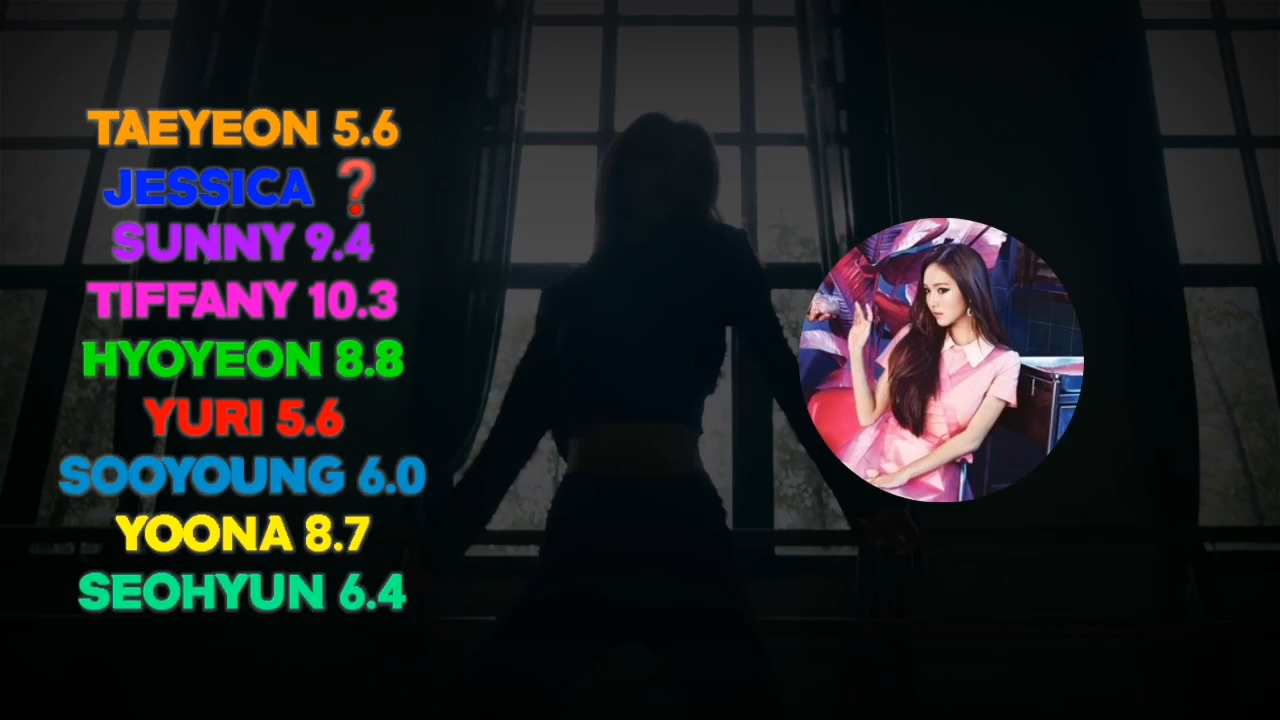 TAEYEON 5.6
JESSICA ❓
SUNNY 9.4
TIFFANY 10.3
HYOYEON 8.8
YURI 5.6
SOOYOUNG 6.0
YOONA 8.7
SEOHYUN 6.4